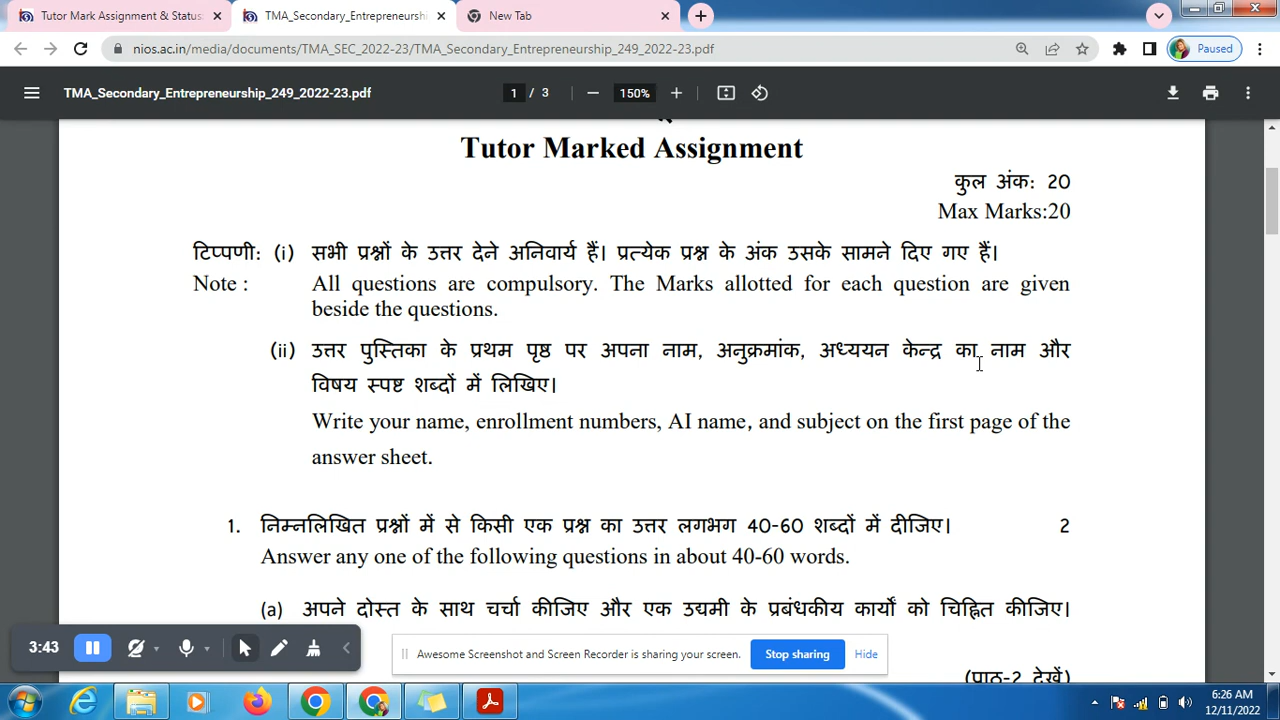 Tutor Mark Assignment & Status
TMA_Secondary_Entrepreneurship
New Tab
nios.ac.in/media/documents/TMA_SEC_2022-23/TMA_Secondary_Entrepreneurship_249_2022-23.pdf
Paused
TMA_Secondary_Entrepreneurship_249_2022-23.pdf
1 / 3
150%
Tutor Marked Assignment
कुल अंक: 20
Max Marks:20
टिप्पणी: (i) सभी प्रश्नों के उत्तर देने अनिवार्य हैं। प्रत्येक प्रश्न के अंक उसके सामने दिए गए हैं।
Note : All questions are compulsory. The Marks allotted for each question are given
beside the questions.
(ii) उत्तर पुस्तिका के प्रथम पृष्ठ पर अपना नाम, अनुक्रमांक, अध्ययन केन्द्र का नाम और
विषय स्पष्ट शब्दों में लिखिए।
Write your name, enrollment numbers, AI name, and subject on the first page of the
answer sheet.
1. निम्नलिखित प्रश्नों में से किसी एक प्रश्न का उत्तर लगभग 40-60 शब्दों में दीजिए। 2
Answer any one of the following questions in about 40-60 words.
(a) अपने दोस्त के साथ चर्चा कीजिए और एक उद्यमी के प्रबंधकीय कार्यों को चिह्नित कीजिए।
(पाठ-2 देखें)
3:43
Awesome Screenshot and Screen Recorder is sharing your screen.
Stop sharing
Hide
6:26 AM
12/11/2022